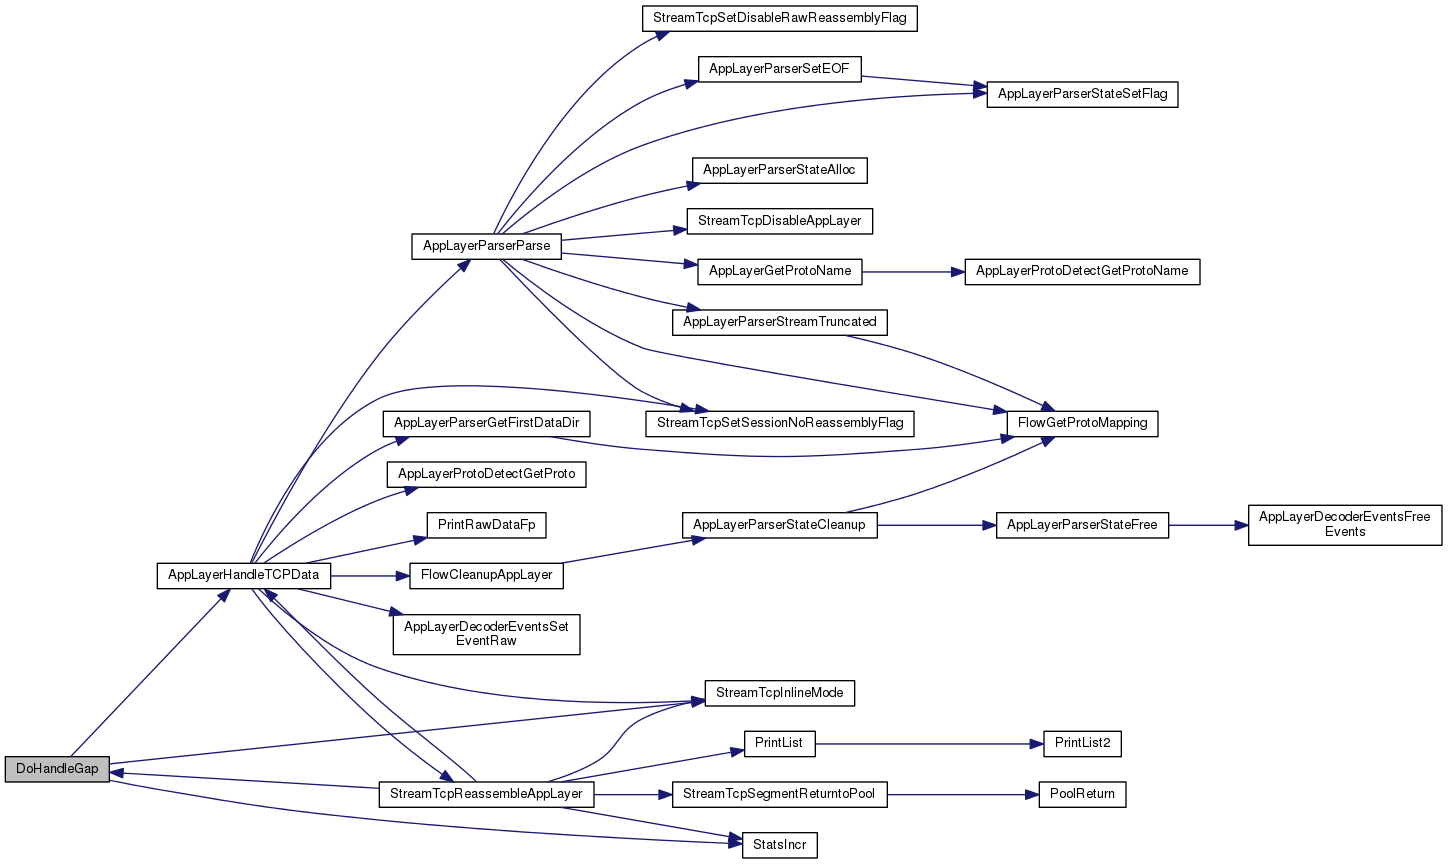 StreamTcpSetDisableRawReassemblyFlag
AppLayerParserSetEOF
AppLayerParserStateSetFlag
AppLayerParserStateAlloc
StreamTcpDisableAppLayer
AppLayerParserParse
AppLayerGetProtoName
AppLayerProtoDetectGetProtoName
AppLayerParserStreamTruncated
AppLayerParserGetFirstDataDir
StreamTcpSetSessionNoReassemblyFlag
FlowGetProtoMapping
AppLayerProtoDetectGetProto
PrintRawDataFp
AppLayerParserStateCleanup
AppLayerParserStateFree
AppLayerDecoderEventsFree
Events
AppLayerHandleTCPData
FlowCleanupAppLayer
AppLayerDecoderEventsSet
EventRaw
StreamTcpInlineMode
PrintList
PrintList2
DoHandleGap
StreamTcpReassembleAppLayer
StreamTcpSegmentReturntoPool
PoolReturn
StatsIncr